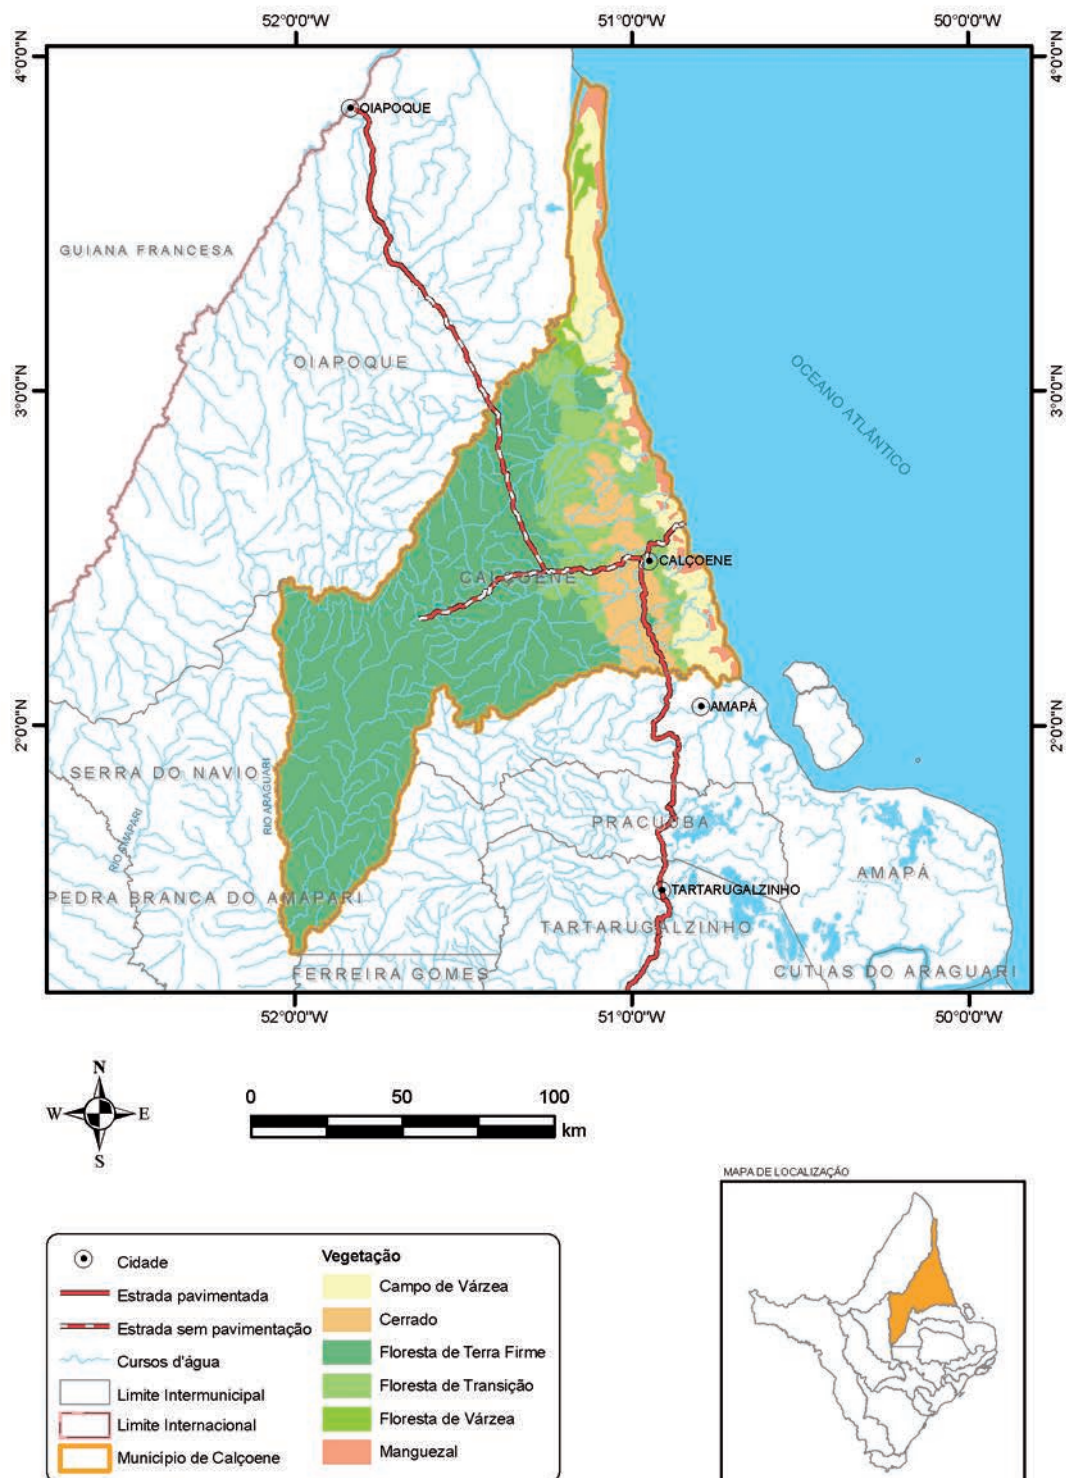 52°0'0"W 51°0'0"W 50°0'0"W
4°0'0"N 4°0'0"N
OIAPOQUE
GUIANA FRANCESA
OIAPOQUE
OCEANO ATLÂNTICO
3°0'0"N 3°0'0"N
CALÇOENE
CALÇOENE
AMAPÁ
2°0'0"N 2°0'0"N
SERRA DO NAVIO
RIO ARAGUARI
RIO AMAPARI
PRACUÚBA
AMAPÁ
TARTARUGALZINHO
PEDRA BRANCA DO AMAPARI
TARTARUGALZINHO
FERREIRA GOMES
CUTIAS DO ARAGUARI
52°0'0"W 51°0'0"W 50°0'0"W
N
W E
S
0 50 100
km
MAPA DE LOCALIZAÇÃO
Cidade
Estrada pavimentada
Estrada sem pavimentação
Cursos d'água
Limite Intermunicipal
Limite Internacional
Município de Calçoene
Vegetação
Campo de Várzea
Cerrado
Floresta de Terra Firme
Floresta de Transição
Floresta de Várzea
Manguezal